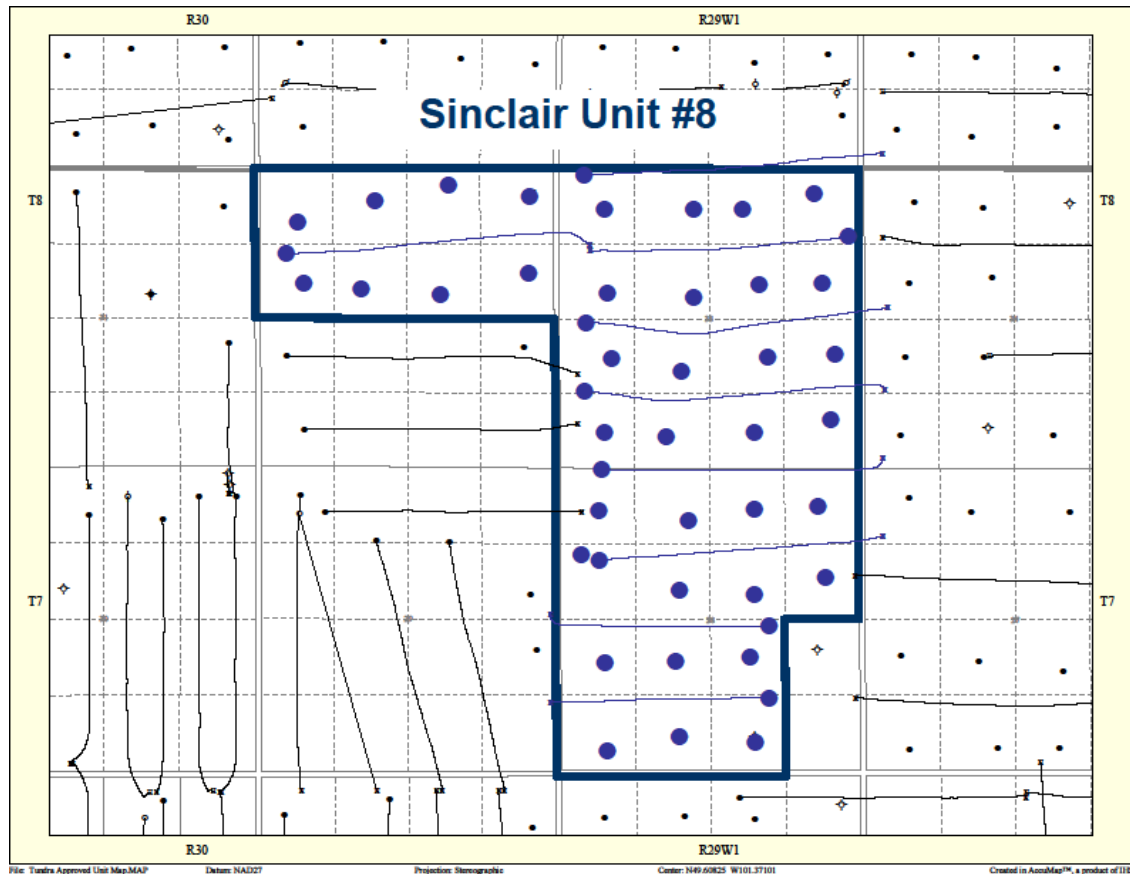 R30 R29W1
Sinclair Unit #8
T8 T8
T7 T7
R30 R29W1
File: Tundra Approved Unit Map.MAP Datum: NAD27 Projection: Stereographic Center: N49.60825 W101.37101 Created in AccuMap™, a product of IHS